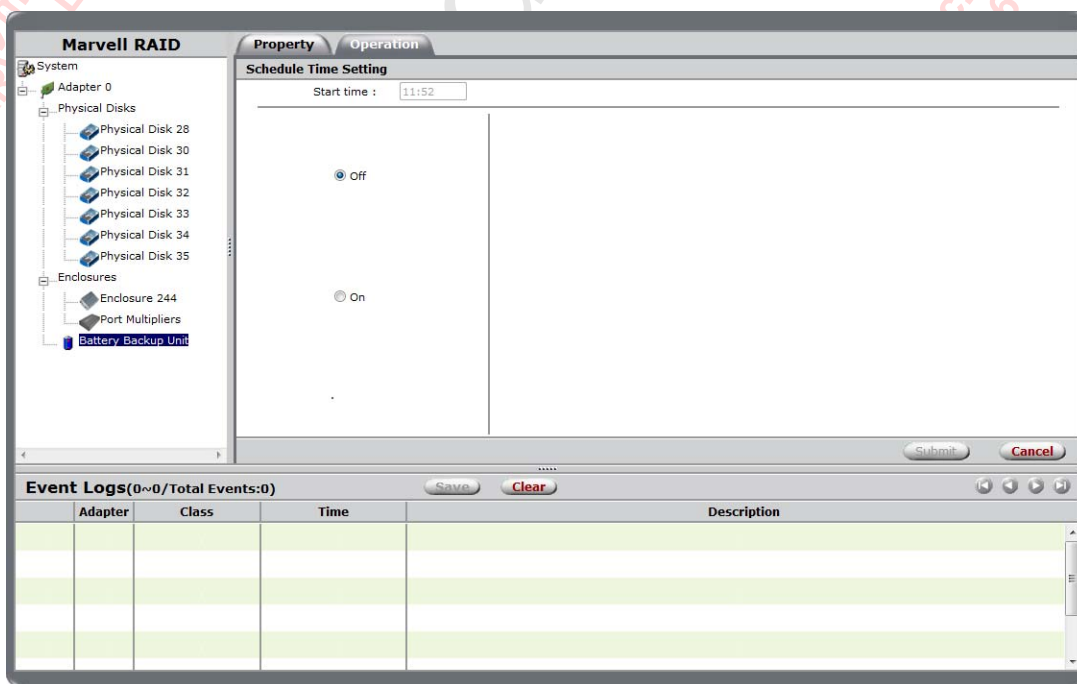 Marvell RAID
System
Adapter 0
Physical Disks
Physical Disk 28
Physical Disk 30
Physical Disk 31
Physical Disk 32
Physical Disk 33
Physical Disk 34
Physical Disk 35
Enclosures
Enclosure 244
Port Multipliers
Battery Backup Unit
Property Operation
Schedule Time Setting
Start time : 11:52
Off
On
Submit Cancel
Event Logs(0~0/Total Events:0) Save Clear
Adapter Class Time Description